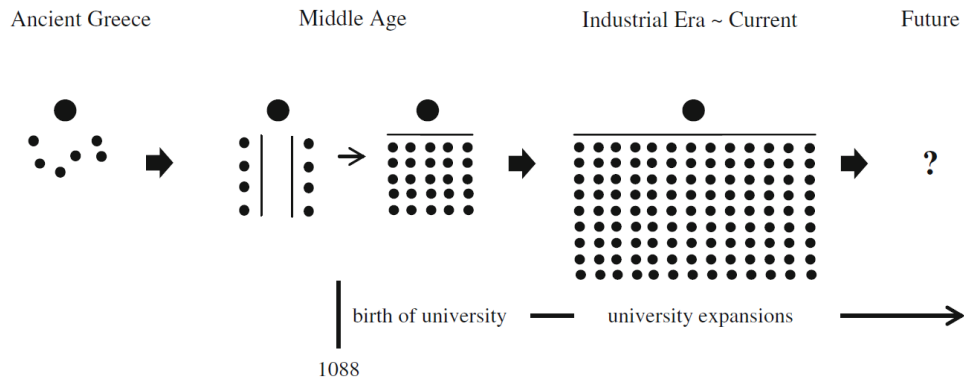 Ancient Greece
Middle Age
Industrial Era ~ Current
Future
?
birth of university
university expansions
1088